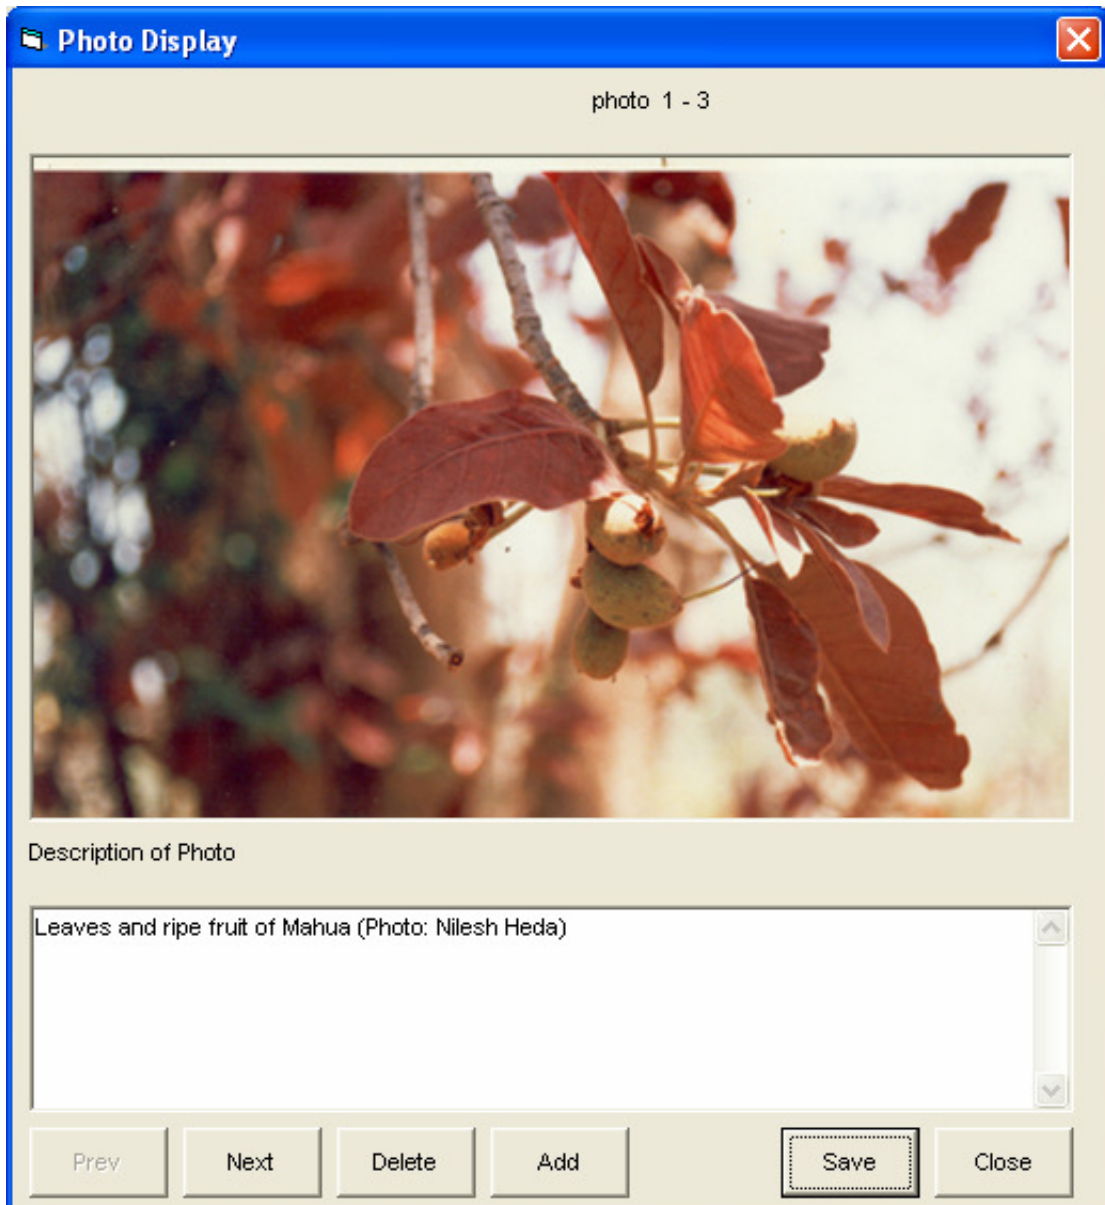 Photo Display
photo 1 - 3
Description of Photo
Leaves and ripe fruit of Mahua (Photo: Nilesh Heda)
Prev Next Delete Add Save Close